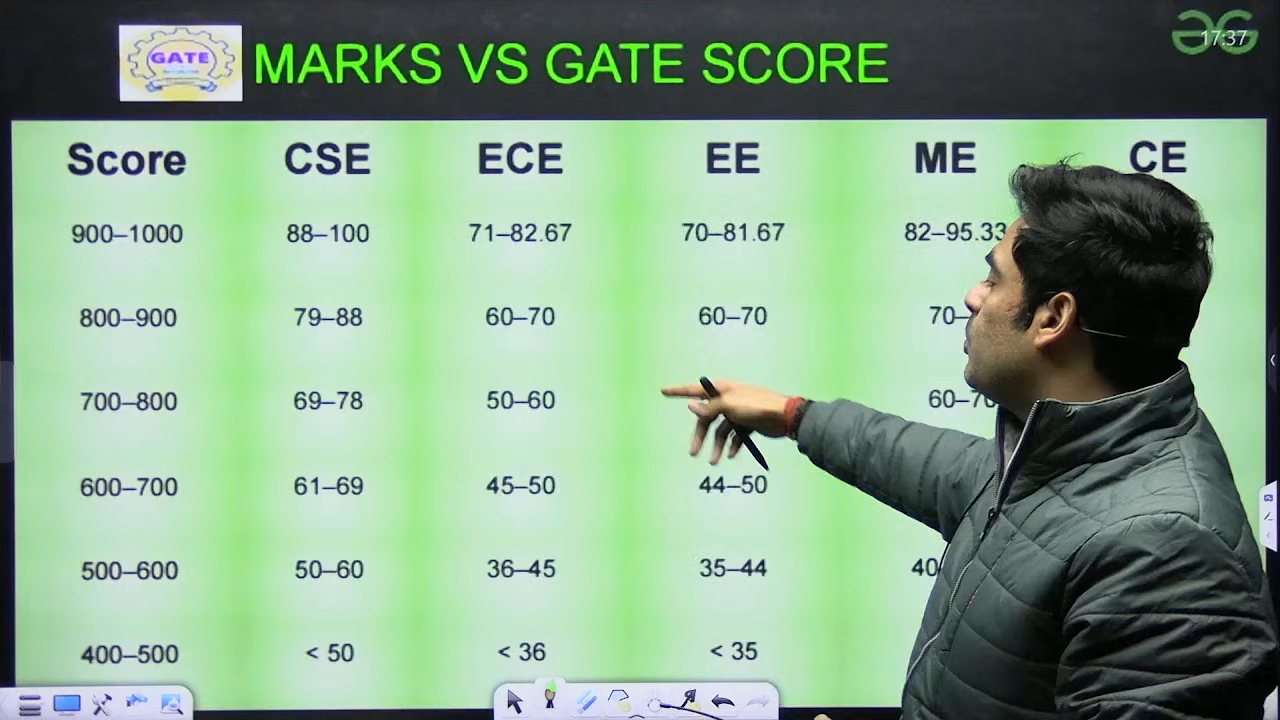 GATE
MARKS VS GATE SCORE
17:37
Score CSE ECE EE ME CE
900–1000 88–100 71–82.67 70–81.67 82–95.33
800–900 79–88 60–70 60–70 70–
700–800 69–78 50–60 60–70
600–700 61–69 45–50 44–50
500–600 50–60 36–45 35–44 40
400–500 < 50 < 36 < 35